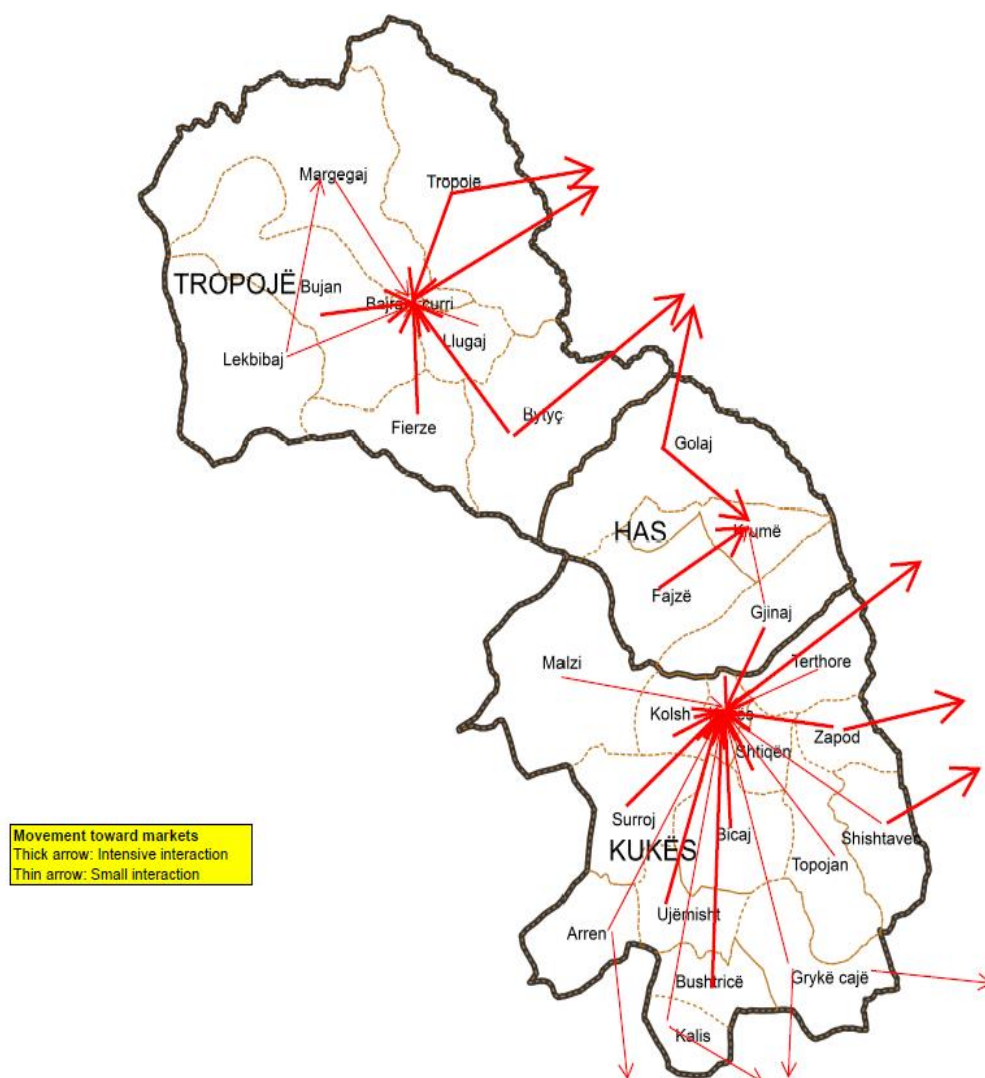 Margegaj
Tropoje
TROPOJË
Bujan
Llugaj
Lekbibaj
Fierze
Bytyç
Golaj
HAS
Krumë
Fajzë
Gjinaj
Malzi
Terthore
Kolsh
Zapod
Shtiqën
Surroj
Bicaj
Shishtavec
KUKËS
Topojan
Movement toward markets
Thick arrow: Intensive interaction
Thin arrow: Small interaction
Ujëmisht
Arren
Bushtricë
Grykë cajë
Kalis